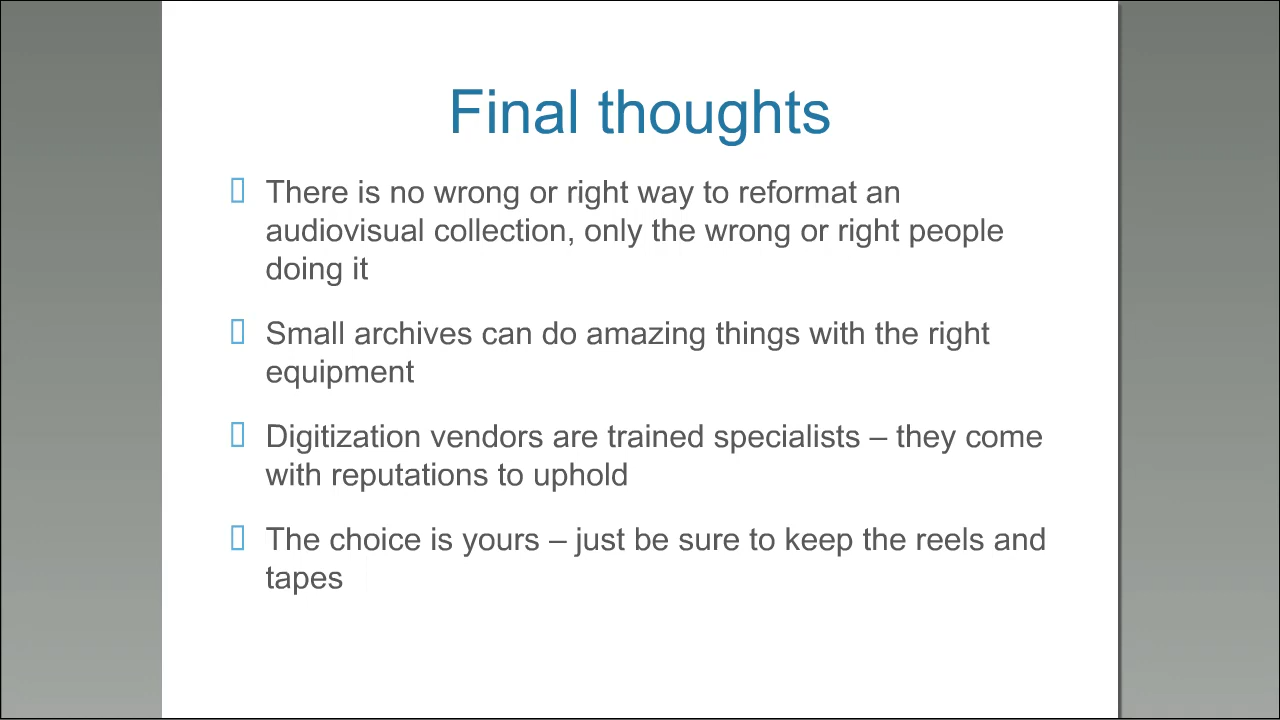 Final thoughts
There is no wrong or right way to reformat an
audiovisual collection, only the wrong or right people
doing it
Small archives can do amazing things with the right
equipment
Digitization vendors are trained specialists – they come
with reputations to uphold
The choice is yours – just be sure to keep the reels and
tapes